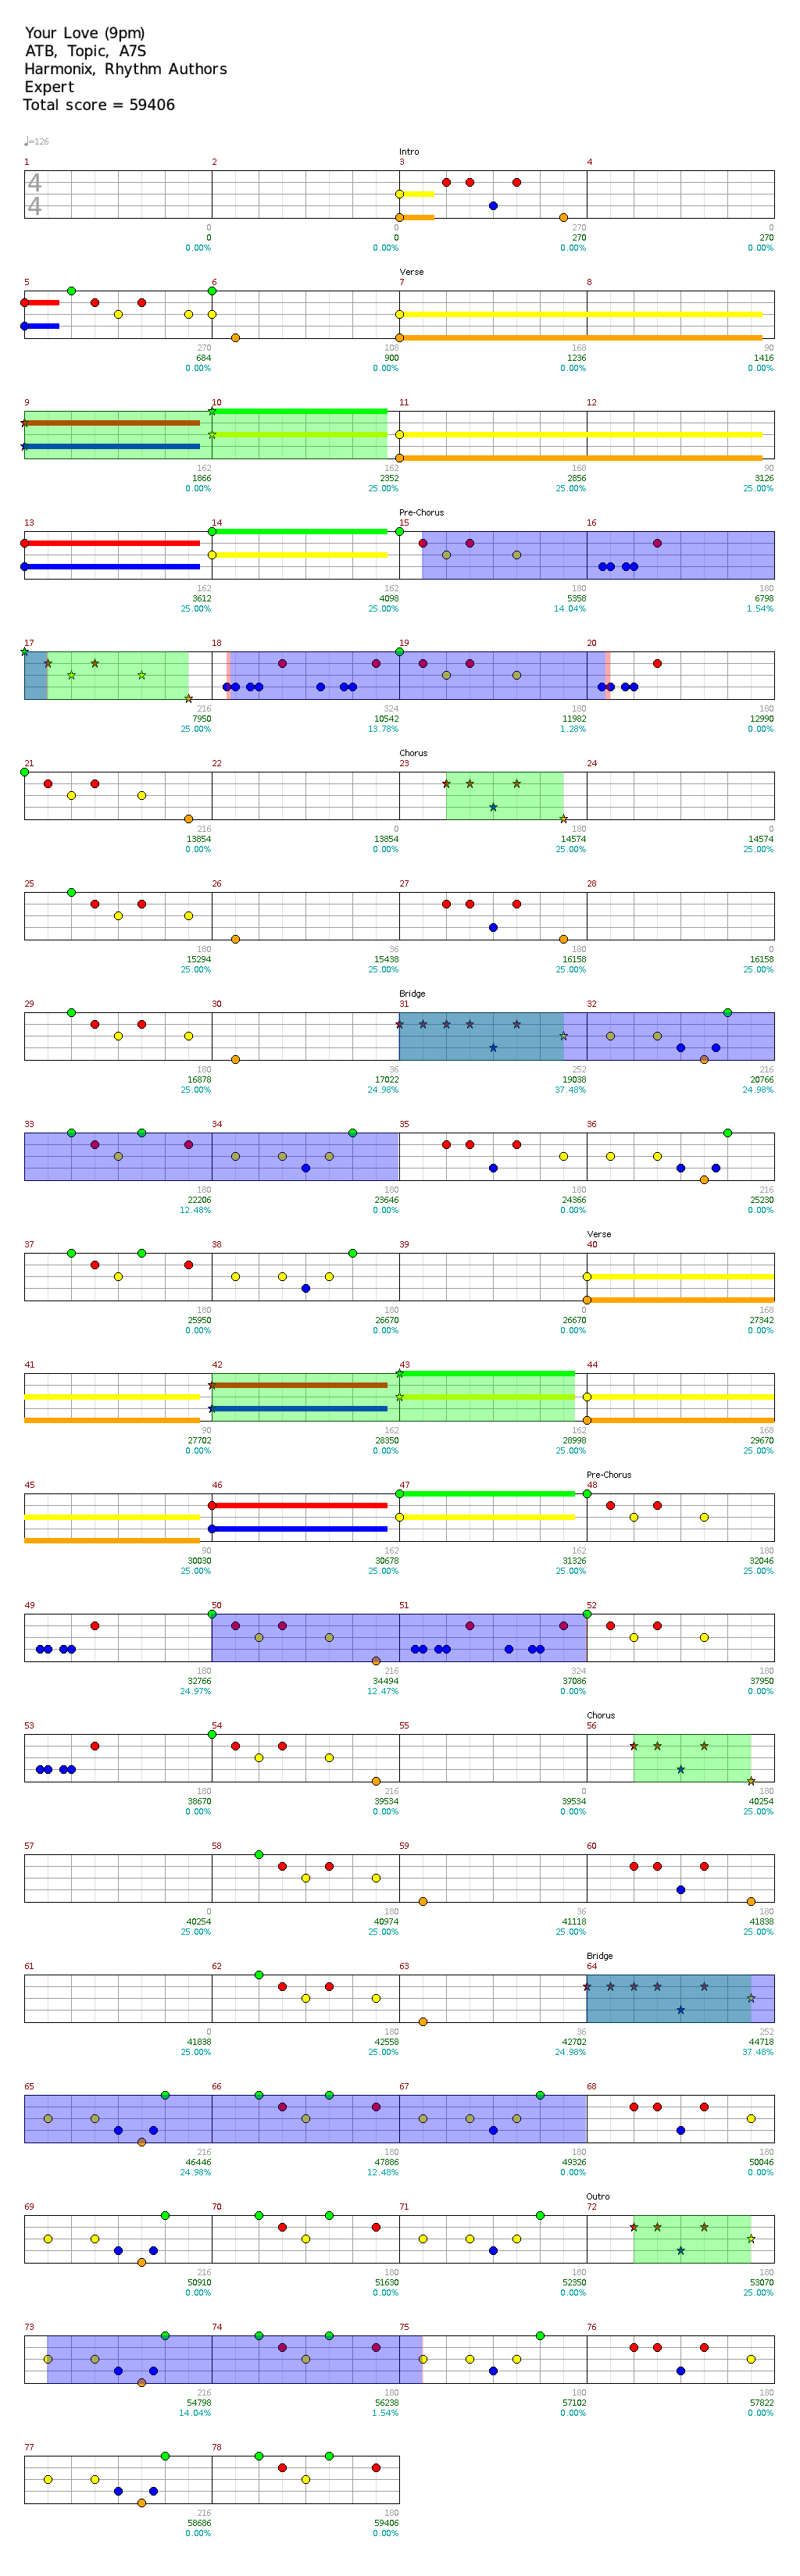 Your Love (9pm)
ATB, Topic, A7S
Harmonix, Rhythm Authors
Expert
Total score = 59406
♩=126
Intro
1 2 3 4
4
4
0 0 270 0
0 0 270 270
0.00% 0.00% 0.00% 0.00%
Verse
5 6 7 8
270 108 168 90
684 900 1236 1416
0.00% 0.00% 0.00% 0.00%
9 10 11 12
162 162 168 90
1866 2352 2856 3126
0.00% 25.00% 25.00% 25.00%
Pre-Chorus
13 14 15 16
162 162 180 180
3612 4098 5358 6798
25.00% 25.00% 14.04% 1.54%
17 18 19 20
216 324 180 180
7950 10542 11982 12990
25.00% 13.78% 1.28% 0.00%
Chorus
21 22 23 24
216 0 180 0
13854 13854 14574 14574
0.00% 0.00% 25.00% 25.00%
25 26 27 28
180 36 180 0
15294 15438 16158 16158
25.00% 25.00% 25.00% 25.00%
Bridge
29 30 31 32
180 36 252 216
16878 17022 19038 20766
25.00% 24.98% 37.48% 24.98%
33 34 35 36
180 180 180 216
22206 23646 24366 25230
12.48% 0.00% 0.00% 0.00%
Verse
37 38 39 40
180 180 0 168
25950 26670 26670 27342
0.00% 0.00% 0.00% 0.00%
41 42 43 44
90 162 162 168
27702 28350 28998 29670
0.00% 0.00% 25.00% 25.00%
Pre-Chorus
45 46 47 48
90 162 162 180
30030 30678 31326 32046
25.00% 25.00% 25.00% 25.00%
49 50 51 52
180 216 324 180
32766 34494 37086 37950
24.97% 12.47% 0.00% 0.00%
Chorus
53 54 55 56
180 216 0 180
38670 39534 39534 40254
0.00% 0.00% 0.00% 25.00%
57 58 59 60
0 180 36 180
40254 40974 41118 41838
25.00% 25.00% 25.00% 25.00%
Bridge
61 62 63 64
0 180 36 252
41838 42558 42702 44718
25.00% 25.00% 24.98% 37.48%
65 66 67 68
216 180 180 180
46446 47886 49326 50046
24.98% 12.48% 0.00% 0.00%
Outro
69 70 71 72
216 180 180 180
50910 51630 52350 53070
0.00% 0.00% 0.00% 25.00%
73 74 75 76
216 180 180 180
54798 56238 57102 57822
14.04% 1.54% 0.00% 0.00%
77 78
216 180
58686 59406
0.00% 0.00%